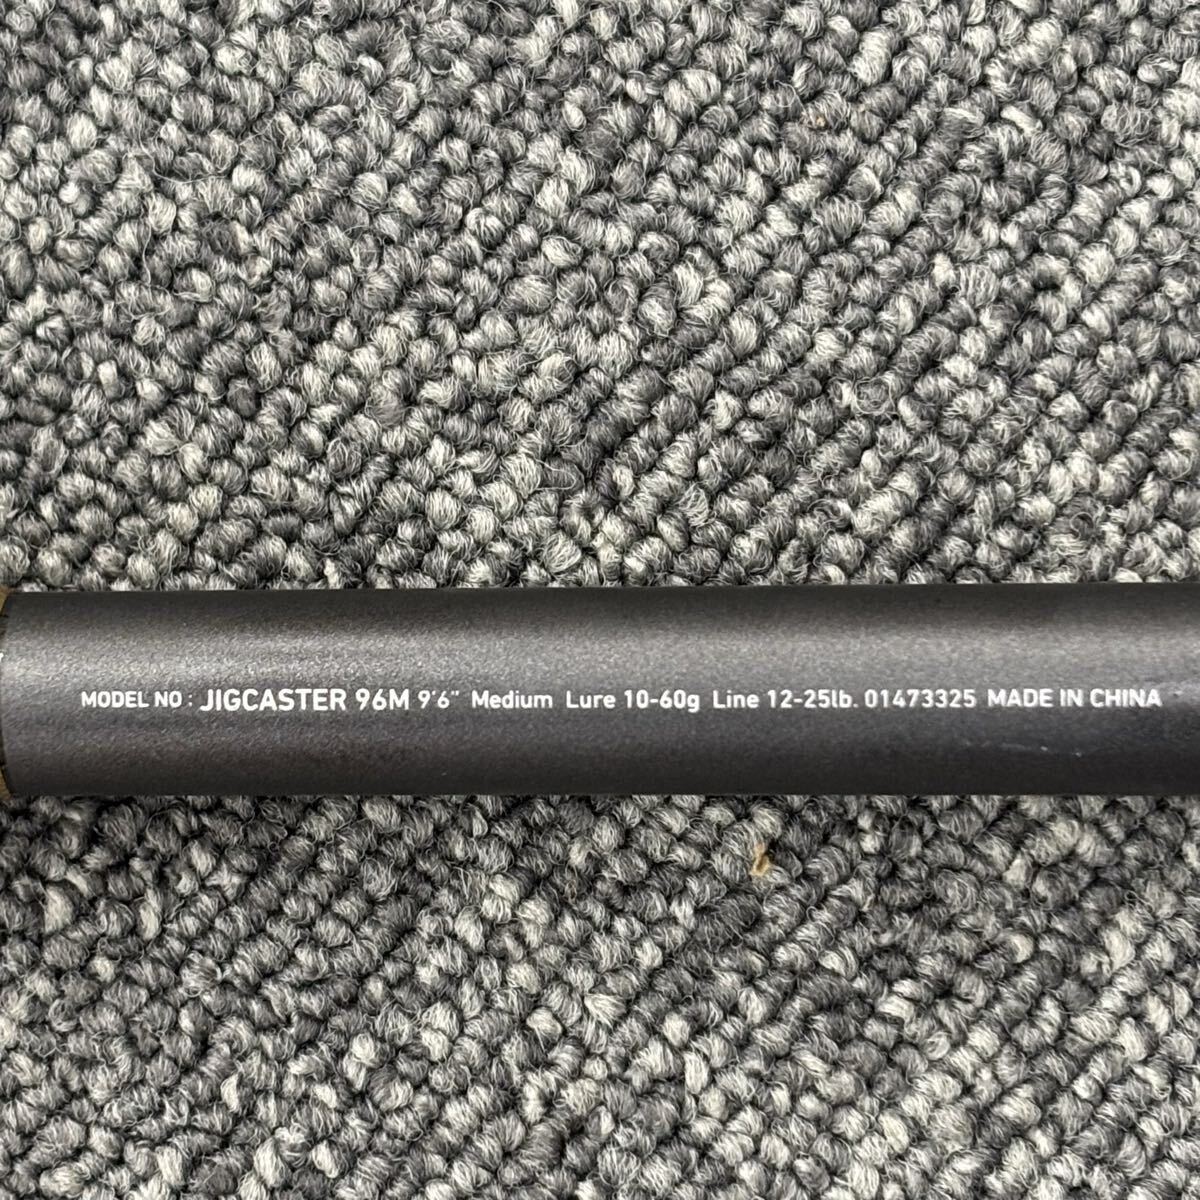 MODEL NO : JIGCASTER 96M 9'6" Medium Lure 10-60g Line 12-25lb. 01473325 MADE IN CHINA